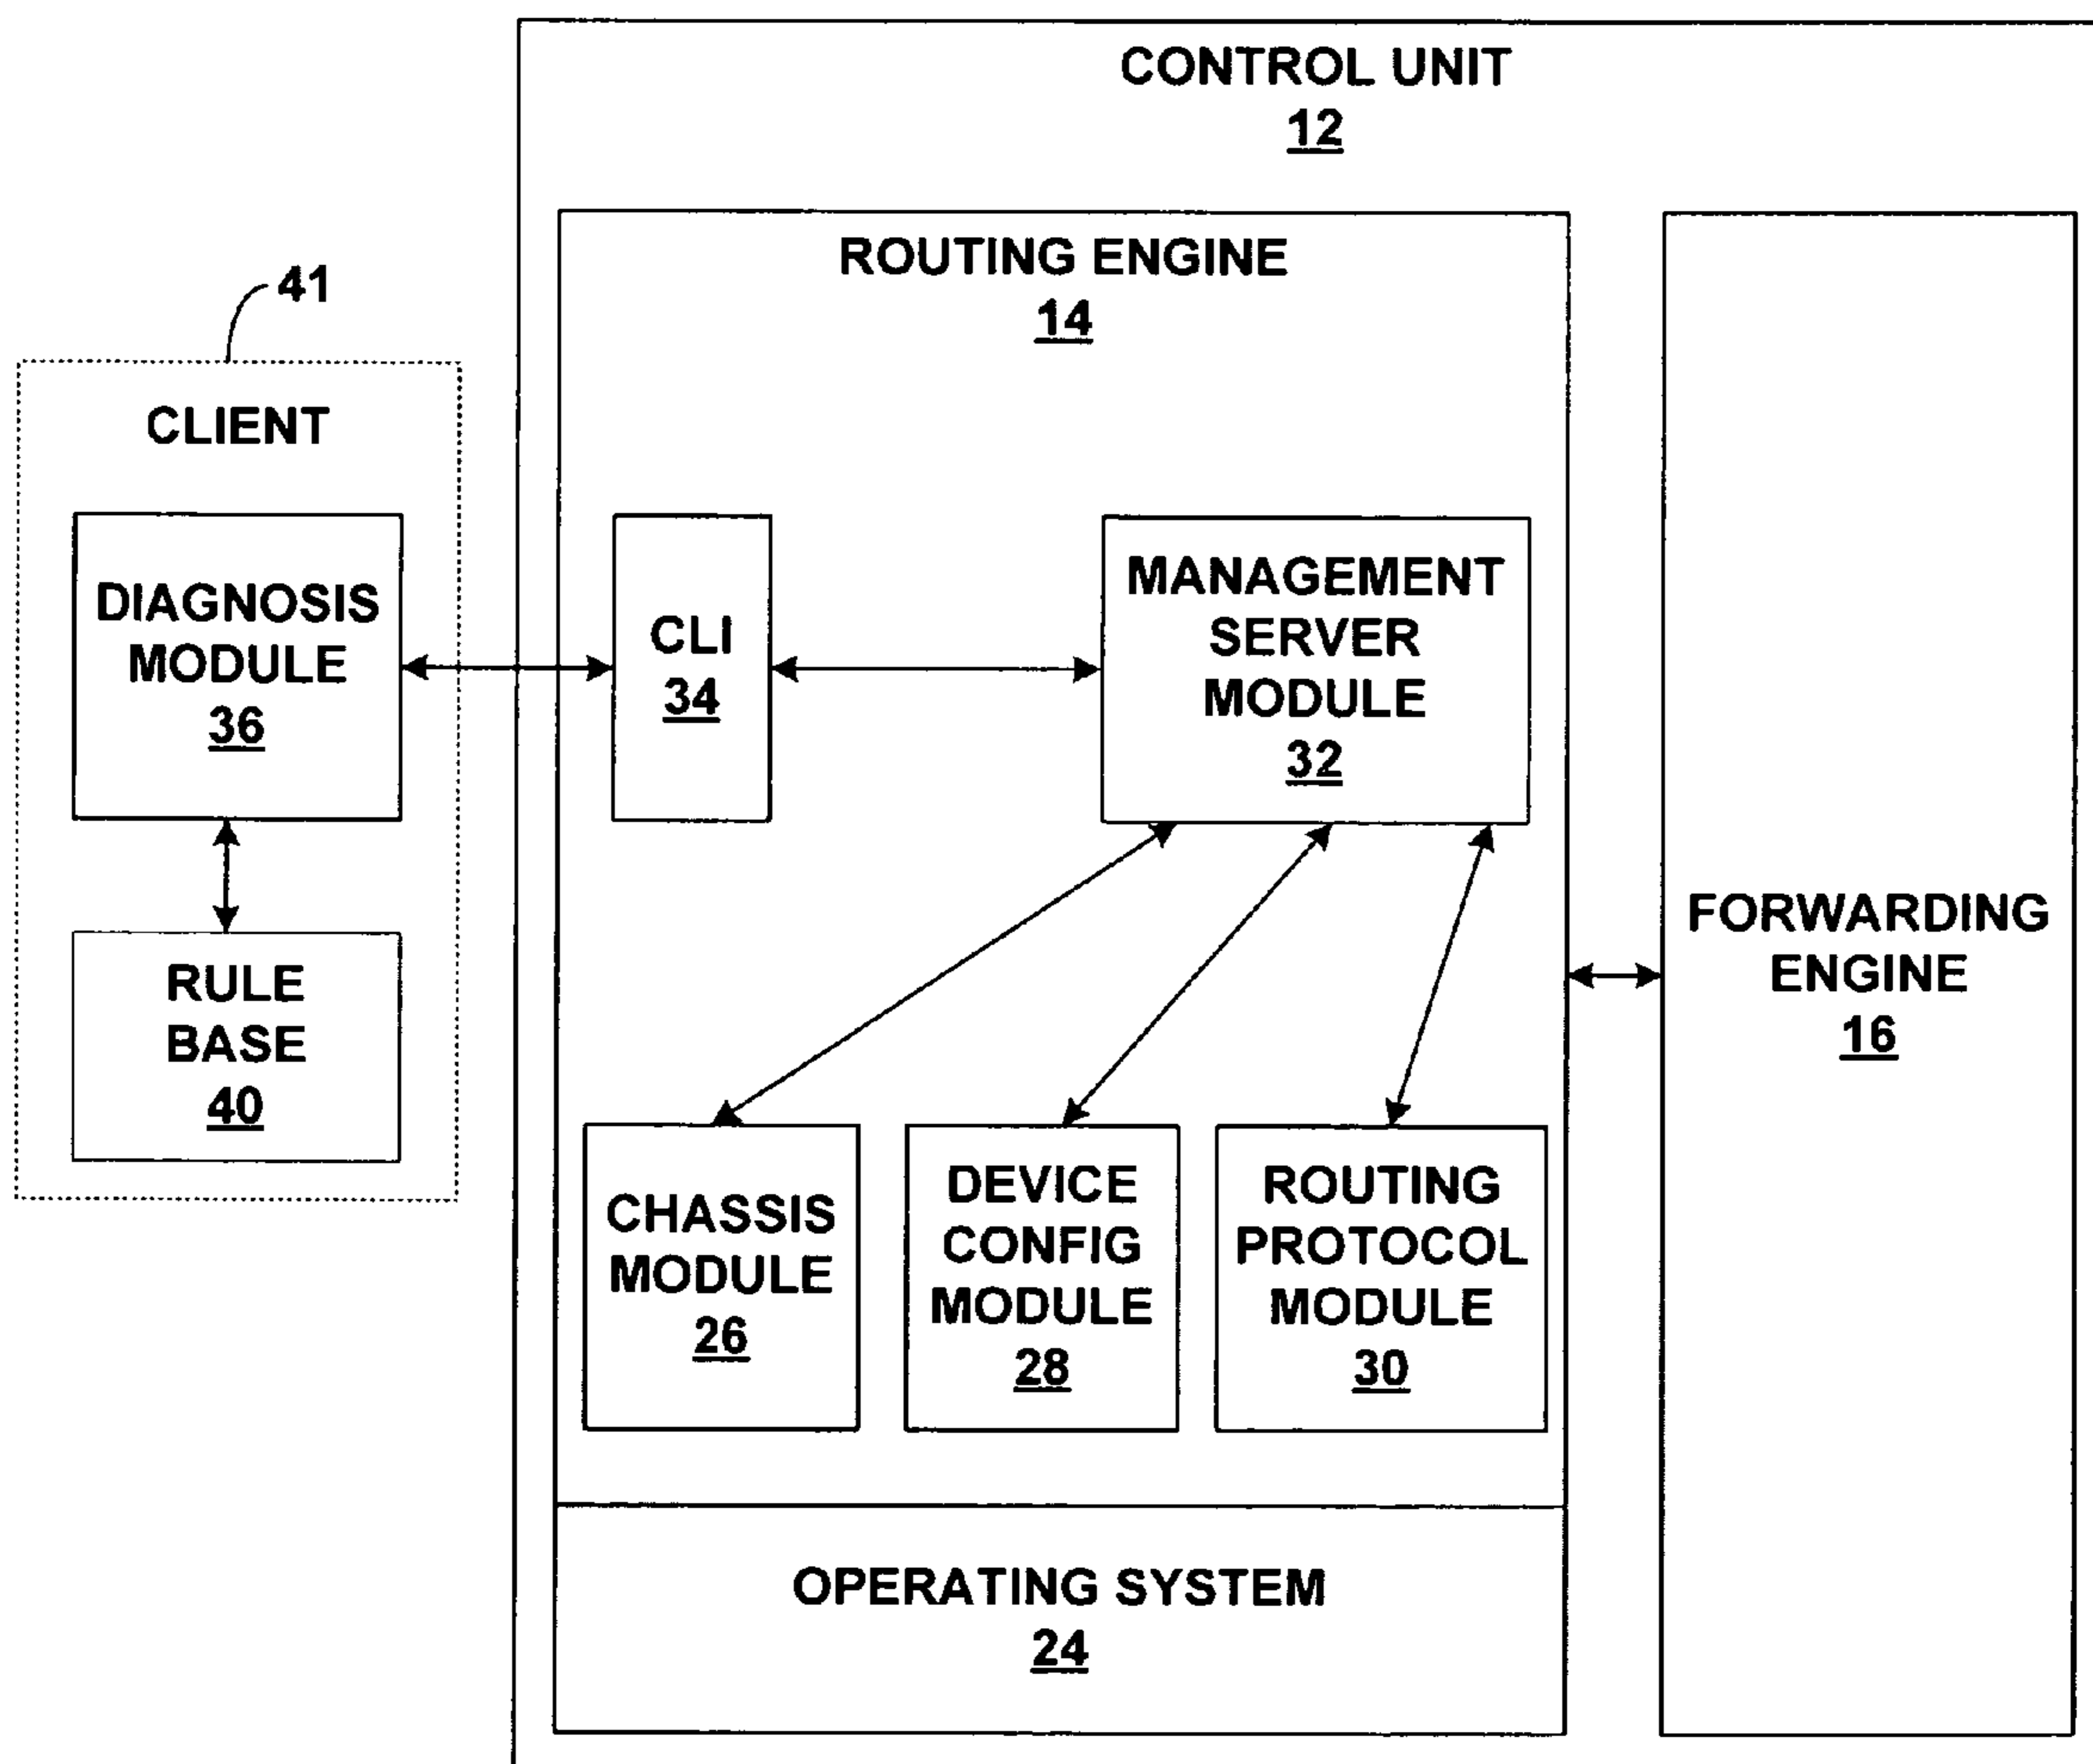 CONTROL UNIT
12
ROUTING ENGINE
14
41
CLIENT
DIAGNOSIS
MODULE
36
RULE
BASE
40
CLI
34
MANAGEMENT
SERVER
MODULE
32
CHASSIS
MODULE
26
DEVICE
CONFIG
MODULE
28
ROUTING
PROTOCOL
MODULE
30
OPERATING SYSTEM
24
FORWARDING
ENGINE
16